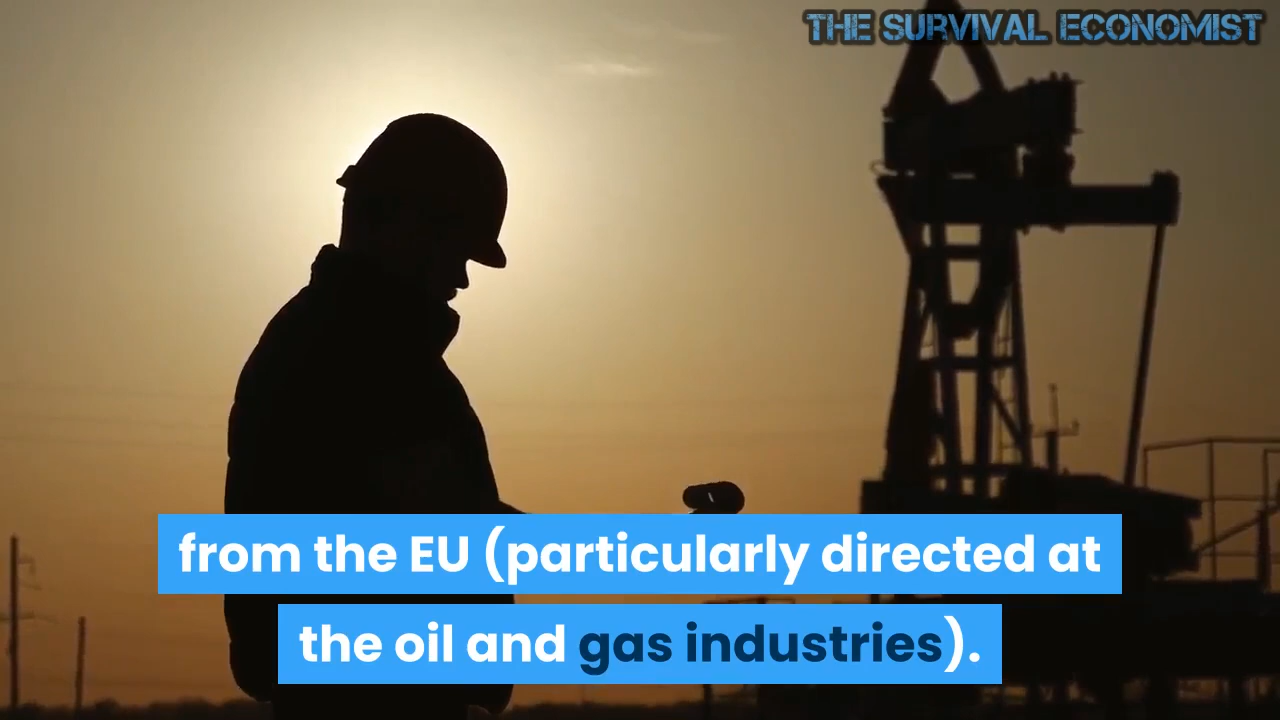 THE SURVIVAL ECONOMIST
from the EU (particularly directed at
the oil and gas industries).